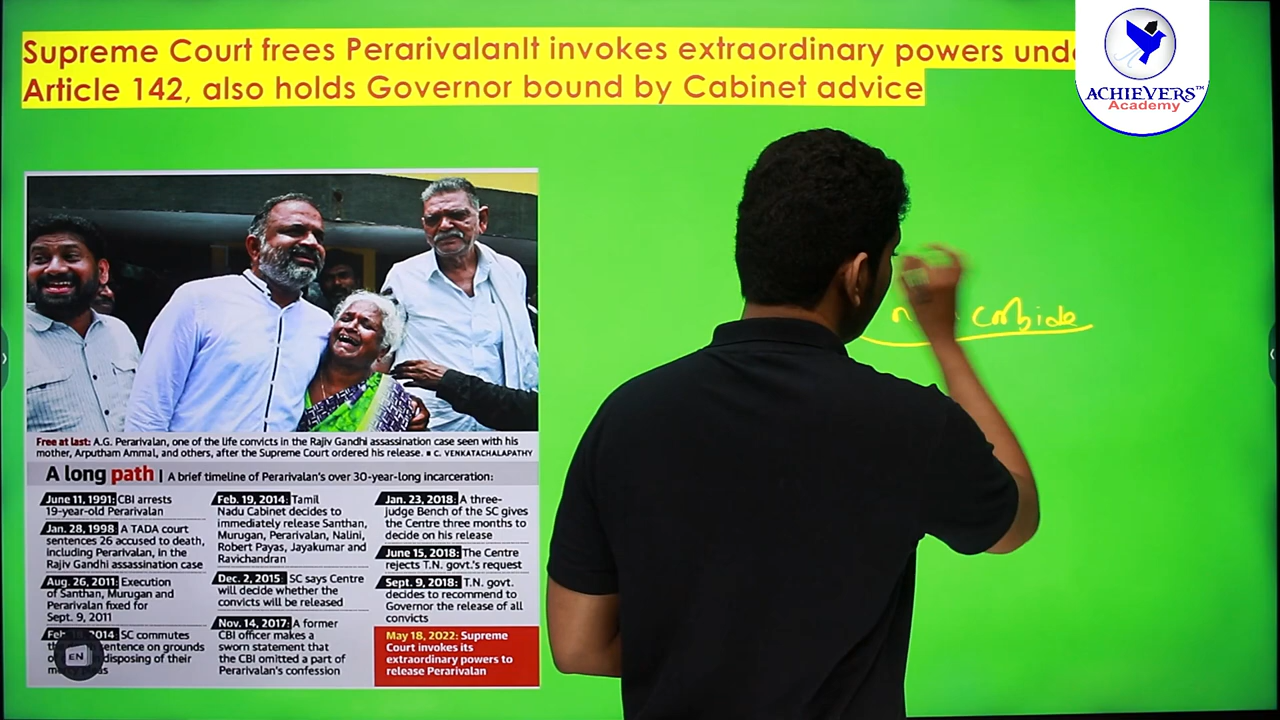 Supreme Court frees PerarivalanIt invokes extraordinary powers unde
Article 142, also holds Governor bound by Cabinet advice
ACHIEVERS™
Academy
carbide
Free at last: A.G. Perarivalan, one of the life convicts in the Rajiv Gandhi assassination case seen with his
mother, Arputham Ammal, and others, after the Supreme Court ordered his release. ■ C. VENKATACHALAPATHY
A long path | A brief timeline of Perarivalan's over 30-year-long incarceration:
June 11, 1991: CBI arrests
19-year-old Perarivalan
Jan. 28, 1998: A TADA court
sentences 26 accused to death,
including Perarivalan, in the
Rajiv Gandhi assassination case
Aug. 26, 2011: Execution
of Santhan, Murugan and
Perarivalan fixed for
Sept. 9, 2011
2014: SC commutes
sentence on grounds
disposing of their
EN
Feb. 19, 2014: Tamil
Nadu Cabinet decides to
immediately release Santhan,
Murugan, Perarivalan, Nalini,
Robert Payas, Jayakumar and
Ravichandran
Dec. 2, 2015: SC says Centre
will decide whether the
convicts will be released
Nov. 14, 2017: A former
CBI officer makes a
sworn statement that
the CBI omitted a part of
Perarivalan's confession
Jan. 23, 2018: A three-
judge Bench of the SC gives
the Centre three months to
decide on his release
June 15, 2018: The Centre
rejects T.N. govt.'s request
Sept. 9, 2018: T.N. govt.
decides to recommend to
Governor the release of all
convicts
May 18, 2022: Supreme
Court invokes its
extraordinary powers to
release Perarivalan